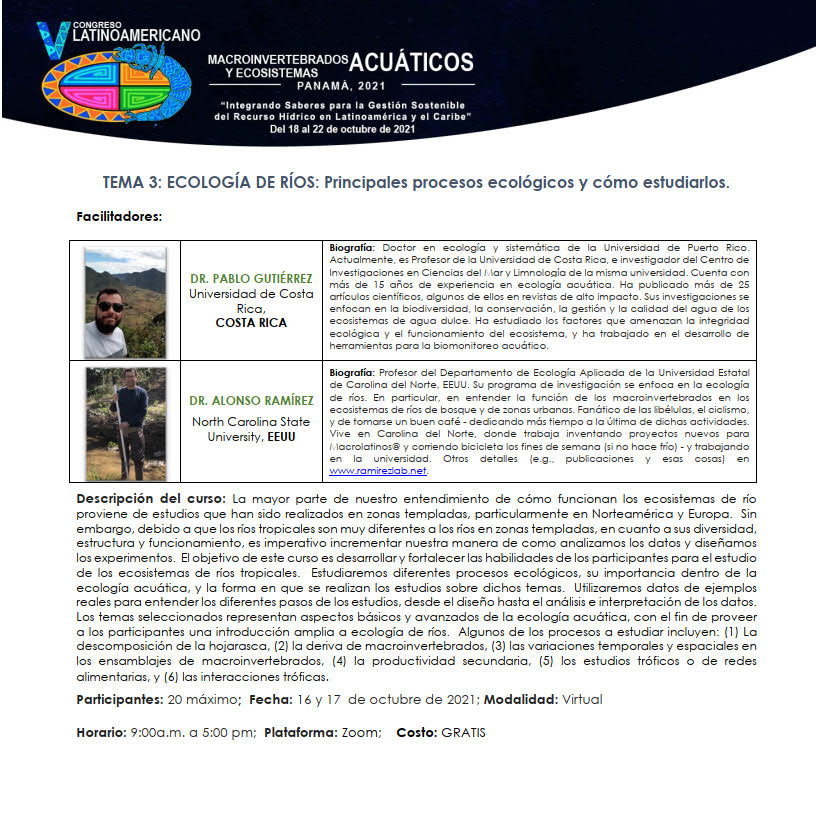 V CONGRESO
LATINOAMERICANO
MACROINVERTEBRADOS ACUÁTICOS
Y ECOSISTEMAS
PANAMÁ, 2021
“Integrando Saberes para la Gestión Sostenible
del Recurso Hídrico en Latinoamérica y el Caribe”
Del 18 al 22 de octubre de 2021
TEMA 3: ECOLOGÍA DE RÍOS: Principales procesos ecológicos y cómo estudiarlos.
Facilitadores:
DR. PABLO GUTIÉRREZ
Universidad de Costa
Rica,
COSTA RICA
Biografía: Doctor en ecología y sistemática de la Universidad de Puerto Rico.
Actualmente, es Profesor de la Universidad de Costa Rica, e investigador del Centro de
Investigaciones en Ciencias del Mar y Limnología de la misma universidad. Cuenta con
más de 15 años de experiencia en ecología acuática. Ha publicado más de 25
artículos científicos, algunos de ellos en revistas de alto impacto. Sus investigaciones se
enfocan en la biodiversidad, la conservación, la gestión y la calidad del agua de los
ecosistemas de agua dulce. Ha estudiado los factores que amenazan la integridad
ecológica y el funcionamiento del ecosistema, y ha trabajado en el desarrollo de
herramientas para la biomonitoreo acuático.
DR. ALONSO RAMÍREZ
North Carolina State
University, EEUU
Biografía: Profesor del Departamento de Ecología Aplicada de la Universidad Estatal
de Carolina del Norte, EEUU. Su programa de investigación se enfoca en la ecología
de ríos. En particular, en entender la función de los macroinvertebrados en los
ecosistemas de ríos de bosque y de zonas urbanas. Fanático de las libélulas, el ciclismo,
y de tomarse un buen café - dedicando más tiempo a la última de dichas actividades.
Vive en Carolina del Norte, donde trabaja inventando proyectos nuevos para
Macrolatinos@ y corriendo bicicleta los fines de semana (si no hace frío) - y trabajando
en la universidad. Otros detalles (e.g., publicaciones y esas cosas) en
www.ramirezlab.net.
Descripción del curso: La mayor parte de nuestro entendimiento de cómo funcionan los ecosistemas de río
proviene de estudios que han sido realizados en zonas templadas, particularmente en Norteamérica y Europa. Sin
embargo, debido a que los ríos tropicales son muy diferentes a los ríos en zonas templadas, en cuanto a sus diversidad,
estructura y funcionamiento, es imperativo incrementar nuestra manera de como analizamos los datos y diseñamos
los experimentos. El objetivo de este curso es desarrollar y fortalecer las habilidades de los participantes para el estudio
de los ecosistemas de ríos tropicales. Estudiaremos diferentes procesos ecológicos, su importancia dentro de la
ecología acuática, y la forma en que se realizan los estudios sobre dichos temas. Utilizaremos datos de ejemplos
reales para entender los diferentes pasos de los estudios, desde el diseño hasta el análisis e interpretación de los datos.
Los temas seleccionados representan aspectos básicos y avanzados de la ecología acuática, con el fin de proveer
a los participantes una introducción amplia a ecología de ríos. Algunos de los procesos a estudiar incluyen: (1) La
descomposición de la hojarasca, (2) la deriva de macroinvertebrados, (3) las variaciones temporales y espaciales en
los ensamblajes de macroinvertebrados, (4) la productividad secundaria, (5) los estudios tróficos o de redes
alimentarias, y (6) las interacciones tróficas.
Participantes: 20 máximo; Fecha: 16 y 17 de octubre de 2021; Modalidad: Virtual
Horario: 9:00a.m. a 5:00 pm; Plataforma: Zoom; Costo: GRATIS